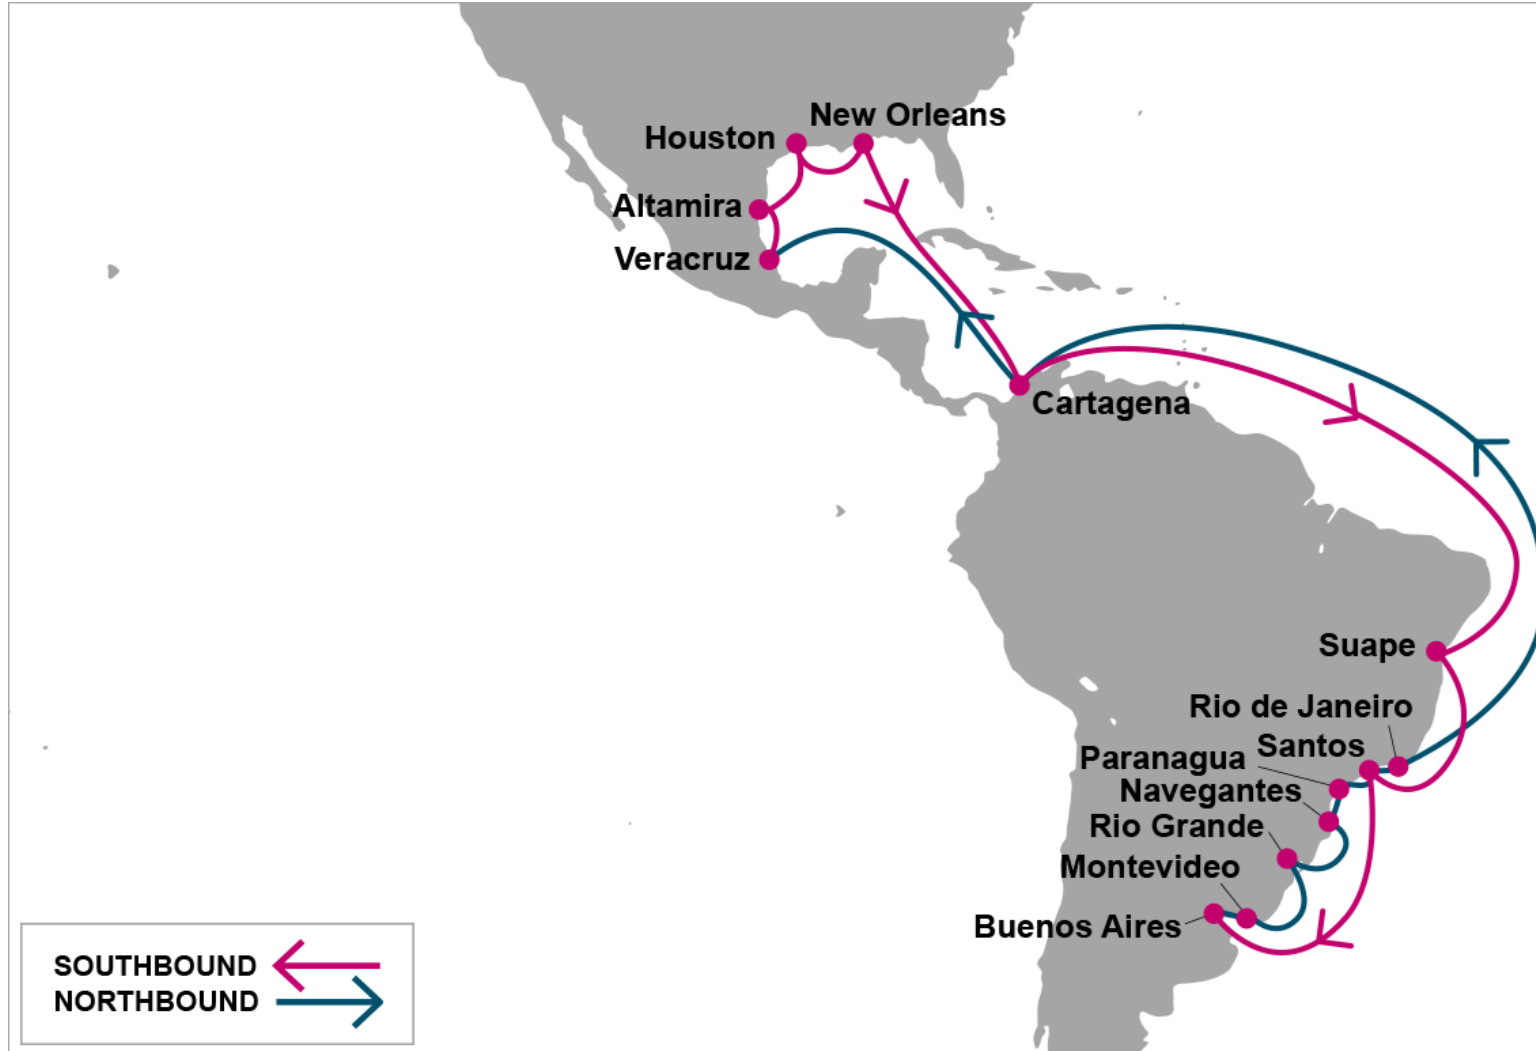 New Orleans
Houston
Altamira
Veracruz
Cartagena
Suape
Rio de Janeiro
Santos
Paranagua
Navegantes
Rio Grande
Montevideo
Buenos Aires
SOUTHBOUND
NORTHBOUND